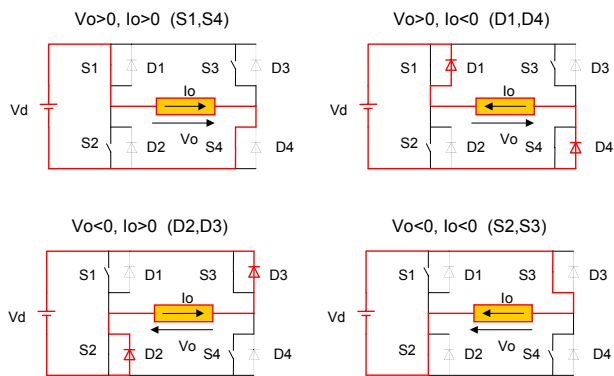 Vo>0, Io>0 (S1,S4)
S1
D1
S3
D3
Io
Vd
Vo
S2
D2
S4
D4
Vo>0, Io<0 (D1,D4)
S1
D1
S3
D3
Io
Vd
Vo
S2
D2
S4
D4
Vo<0, Io>0 (D2,D3)
S1
D1
S3
D3
Io
Vd
Vo
S2
D2
S4
D4
Vo<0, Io<0 (S2,S3)
S1
D1
S3
D3
Io
Vd
Vo
S2
D2
S4
D4